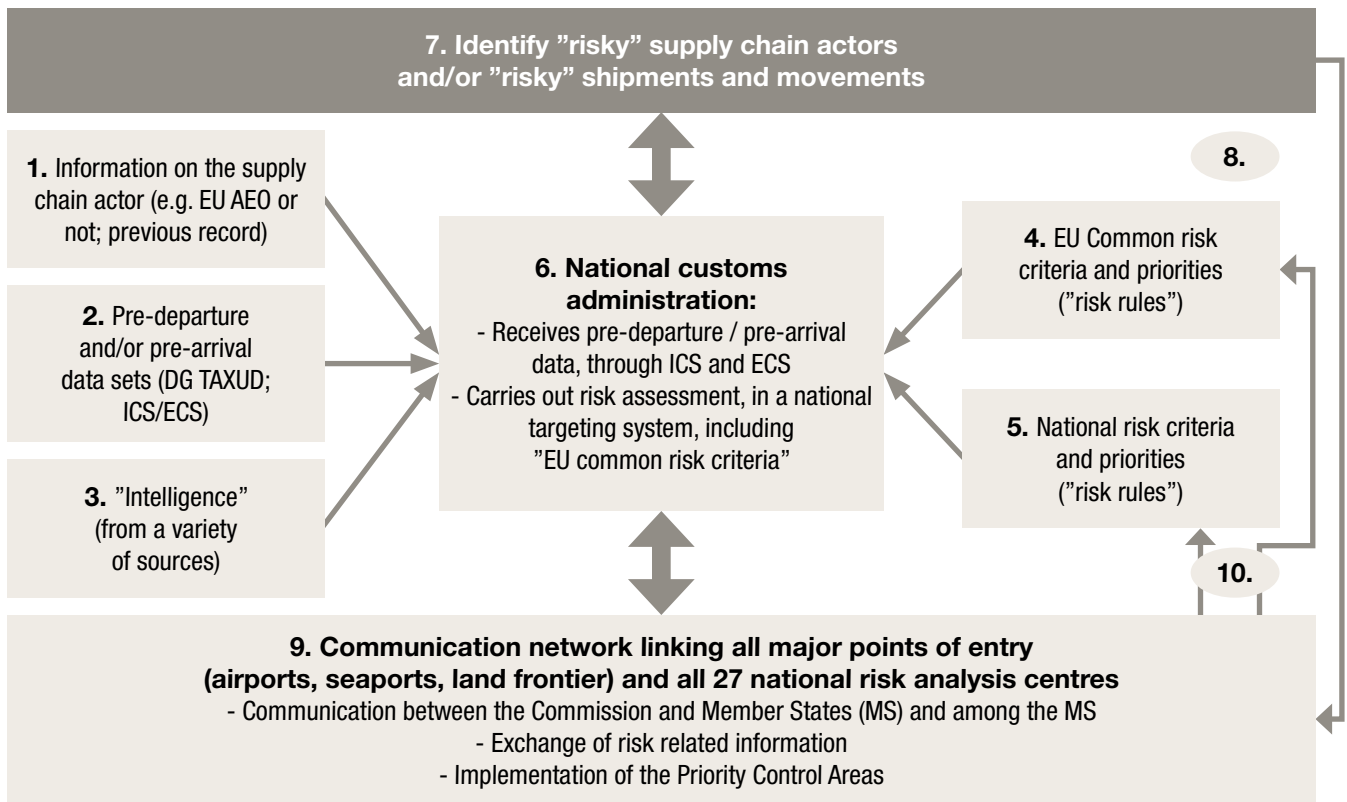 7. Identify ”risky” supply chain actors
and/or ”risky” shipments and movements
1. Information on the supply
chain actor (e.g. EU AEO or
not; previous record)
2. Pre-departure
and/or pre-arrival
data sets (DG TAXUD;
ICS/ECS)
3. ”Intelligence”
(from a variety
of sources)
6. National customs
administration:
- Receives pre-departure / pre-arrival
data, through ICS and ECS
- Carries out risk assessment, in a national
targeting system, including
”EU common risk criteria”
8.
4. EU Common risk
criteria and priorities
(”risk rules”)
5. National risk criteria
and priorities
(”risk rules”)
10.
9. Communication network linking all major points of entry
(airports, seaports, land frontier) and all 27 national risk analysis centres
- Communication between the Commission and Member States (MS) and among the MS
- Exchange of risk related information
- Implementation of the Priority Control Areas